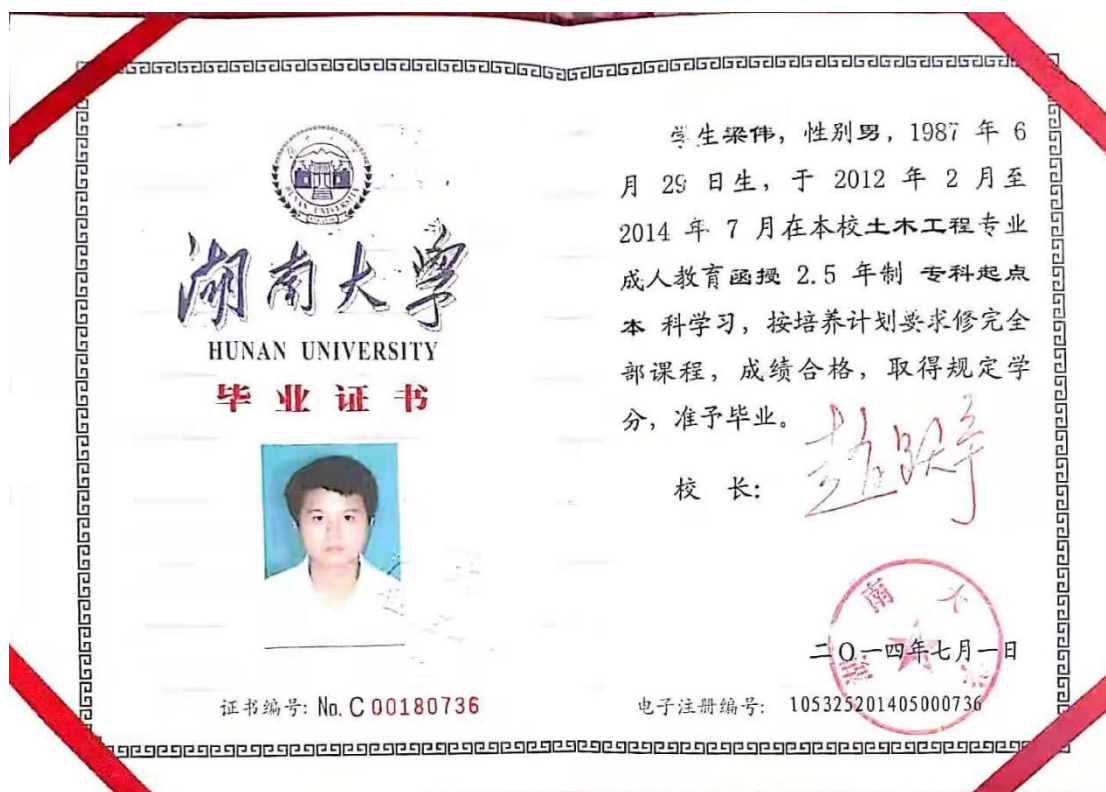 湖南大学
HUNAN UNIVERSITY
毕业证书
证书编号: No. C 00180736
学生梁伟，性别男，1987 年 6
月 29 日生，于 2012 年 2 月至
2014 年 7 月在本校土木工程专业
成人教育函授 2.5 年制 专科起点
本 科学习，按培养计划要求修完全
部课程，成绩合格，取得规定学
分，准予毕业。
校 长:
二〇一四年七月一日
电子注册编号: 105325201405000736